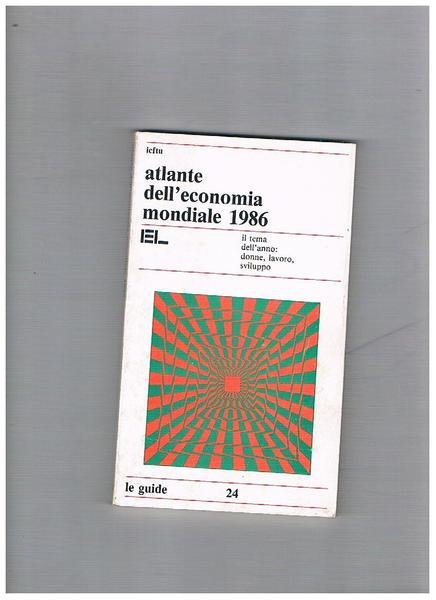 icftu
atlante
dell'economia
mondiale 1986
EL
il tema
dell'anno:
donne, lavoro,
sviluppo
le guide 24